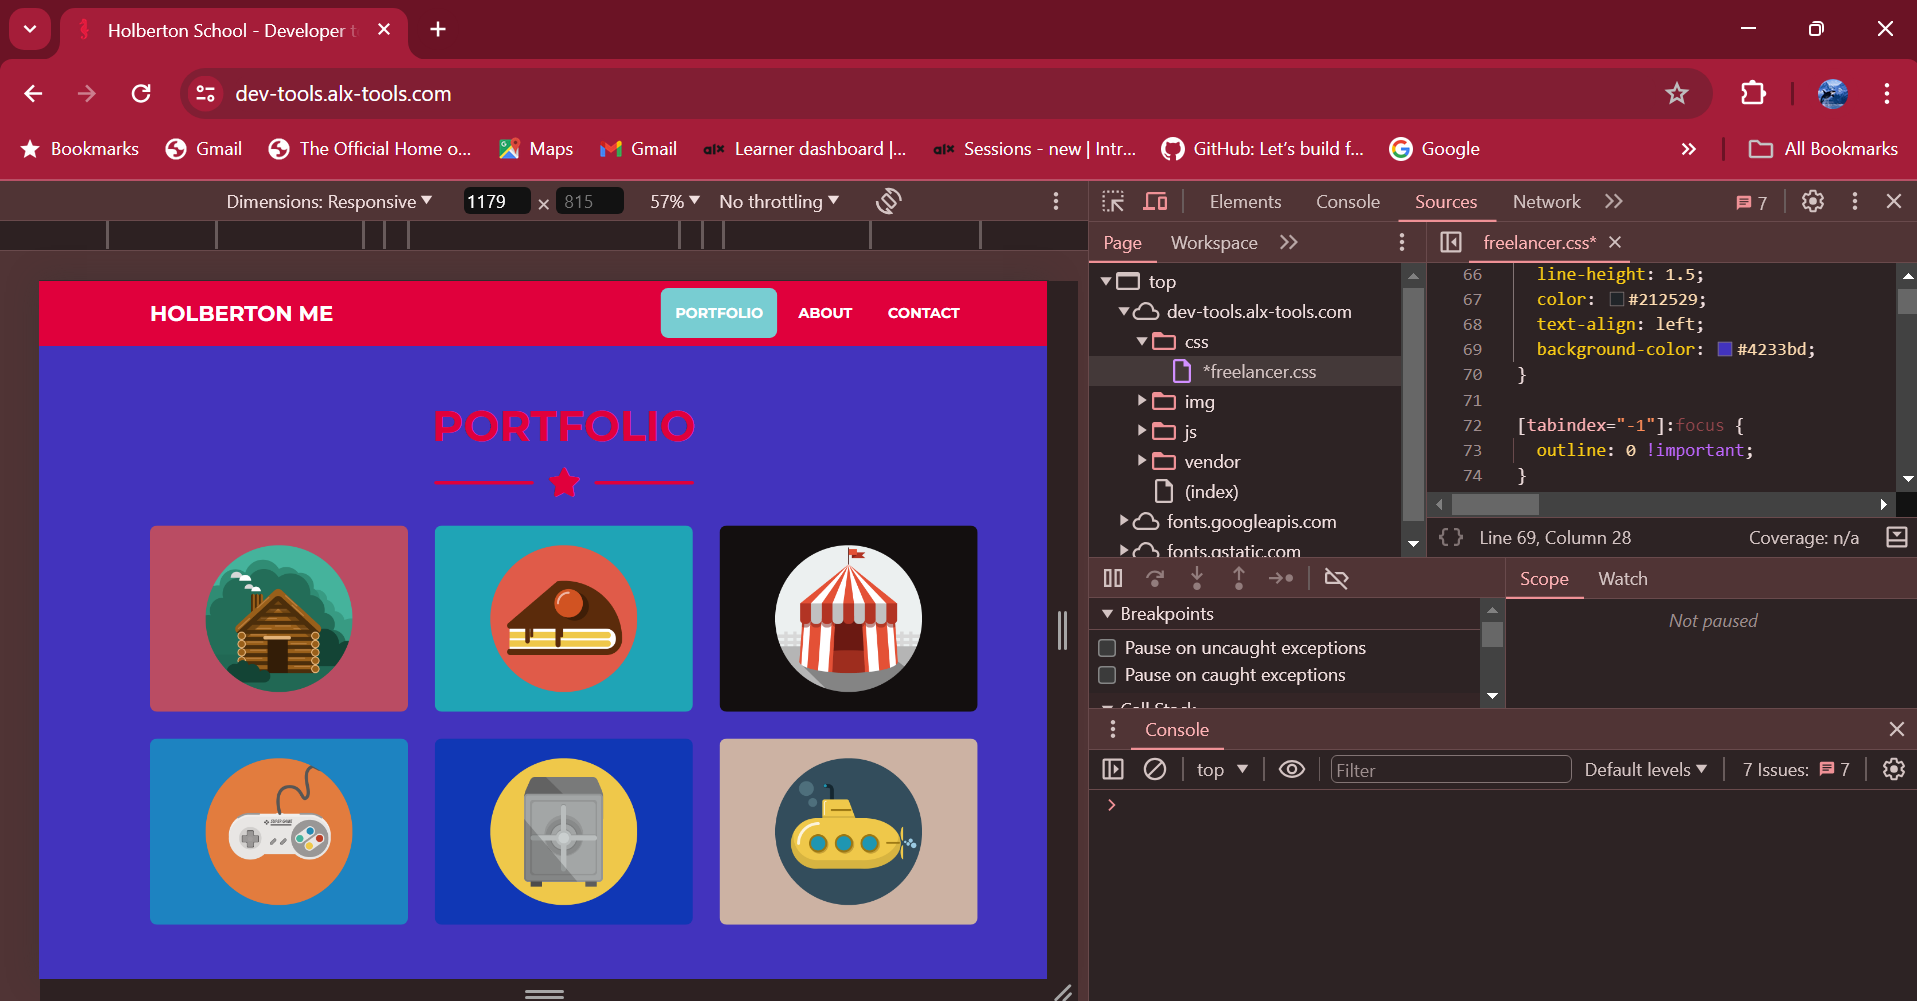 Holberton School - Developer t
dev-tools.alx-tools.com
Bookmarks
Gmail
The Official Home o...
Maps
Gmail
alx
Learner dashboard |...
alx
Sessions - new | Intr...
GitHub: Let's build f...
Google
All Bookmarks
Dimensions: Responsive
1179
×
815
57%
No throttling
Elements
Console
Sources
Network
7
Page
Workspace
freelancer.css*
top
dev-tools.alx-tools.com
css
*freelancer.css
img
js
vendor
(index)
fonts.googleapis.com
fonts.gstatic.com
66 line-height: 1.5;
67 color: #212529;
68 text-align: left;
69 background-color: #4233bd;
70 }
71
72 [tabindex="-1"]:focus {
73 outline: 0 !important;
74 }
{} Line 69, Column 28
Coverage: n/a
Scope
Watch
Not paused
Breakpoints
Pause on uncaught exceptions
Pause on caught exceptions
Call Stack
Console
top
Filter
Default levels
7 Issues:
7
HOLBERTON ME
PORTFOLIO
ABOUT
CONTACT
PORTFOLIO